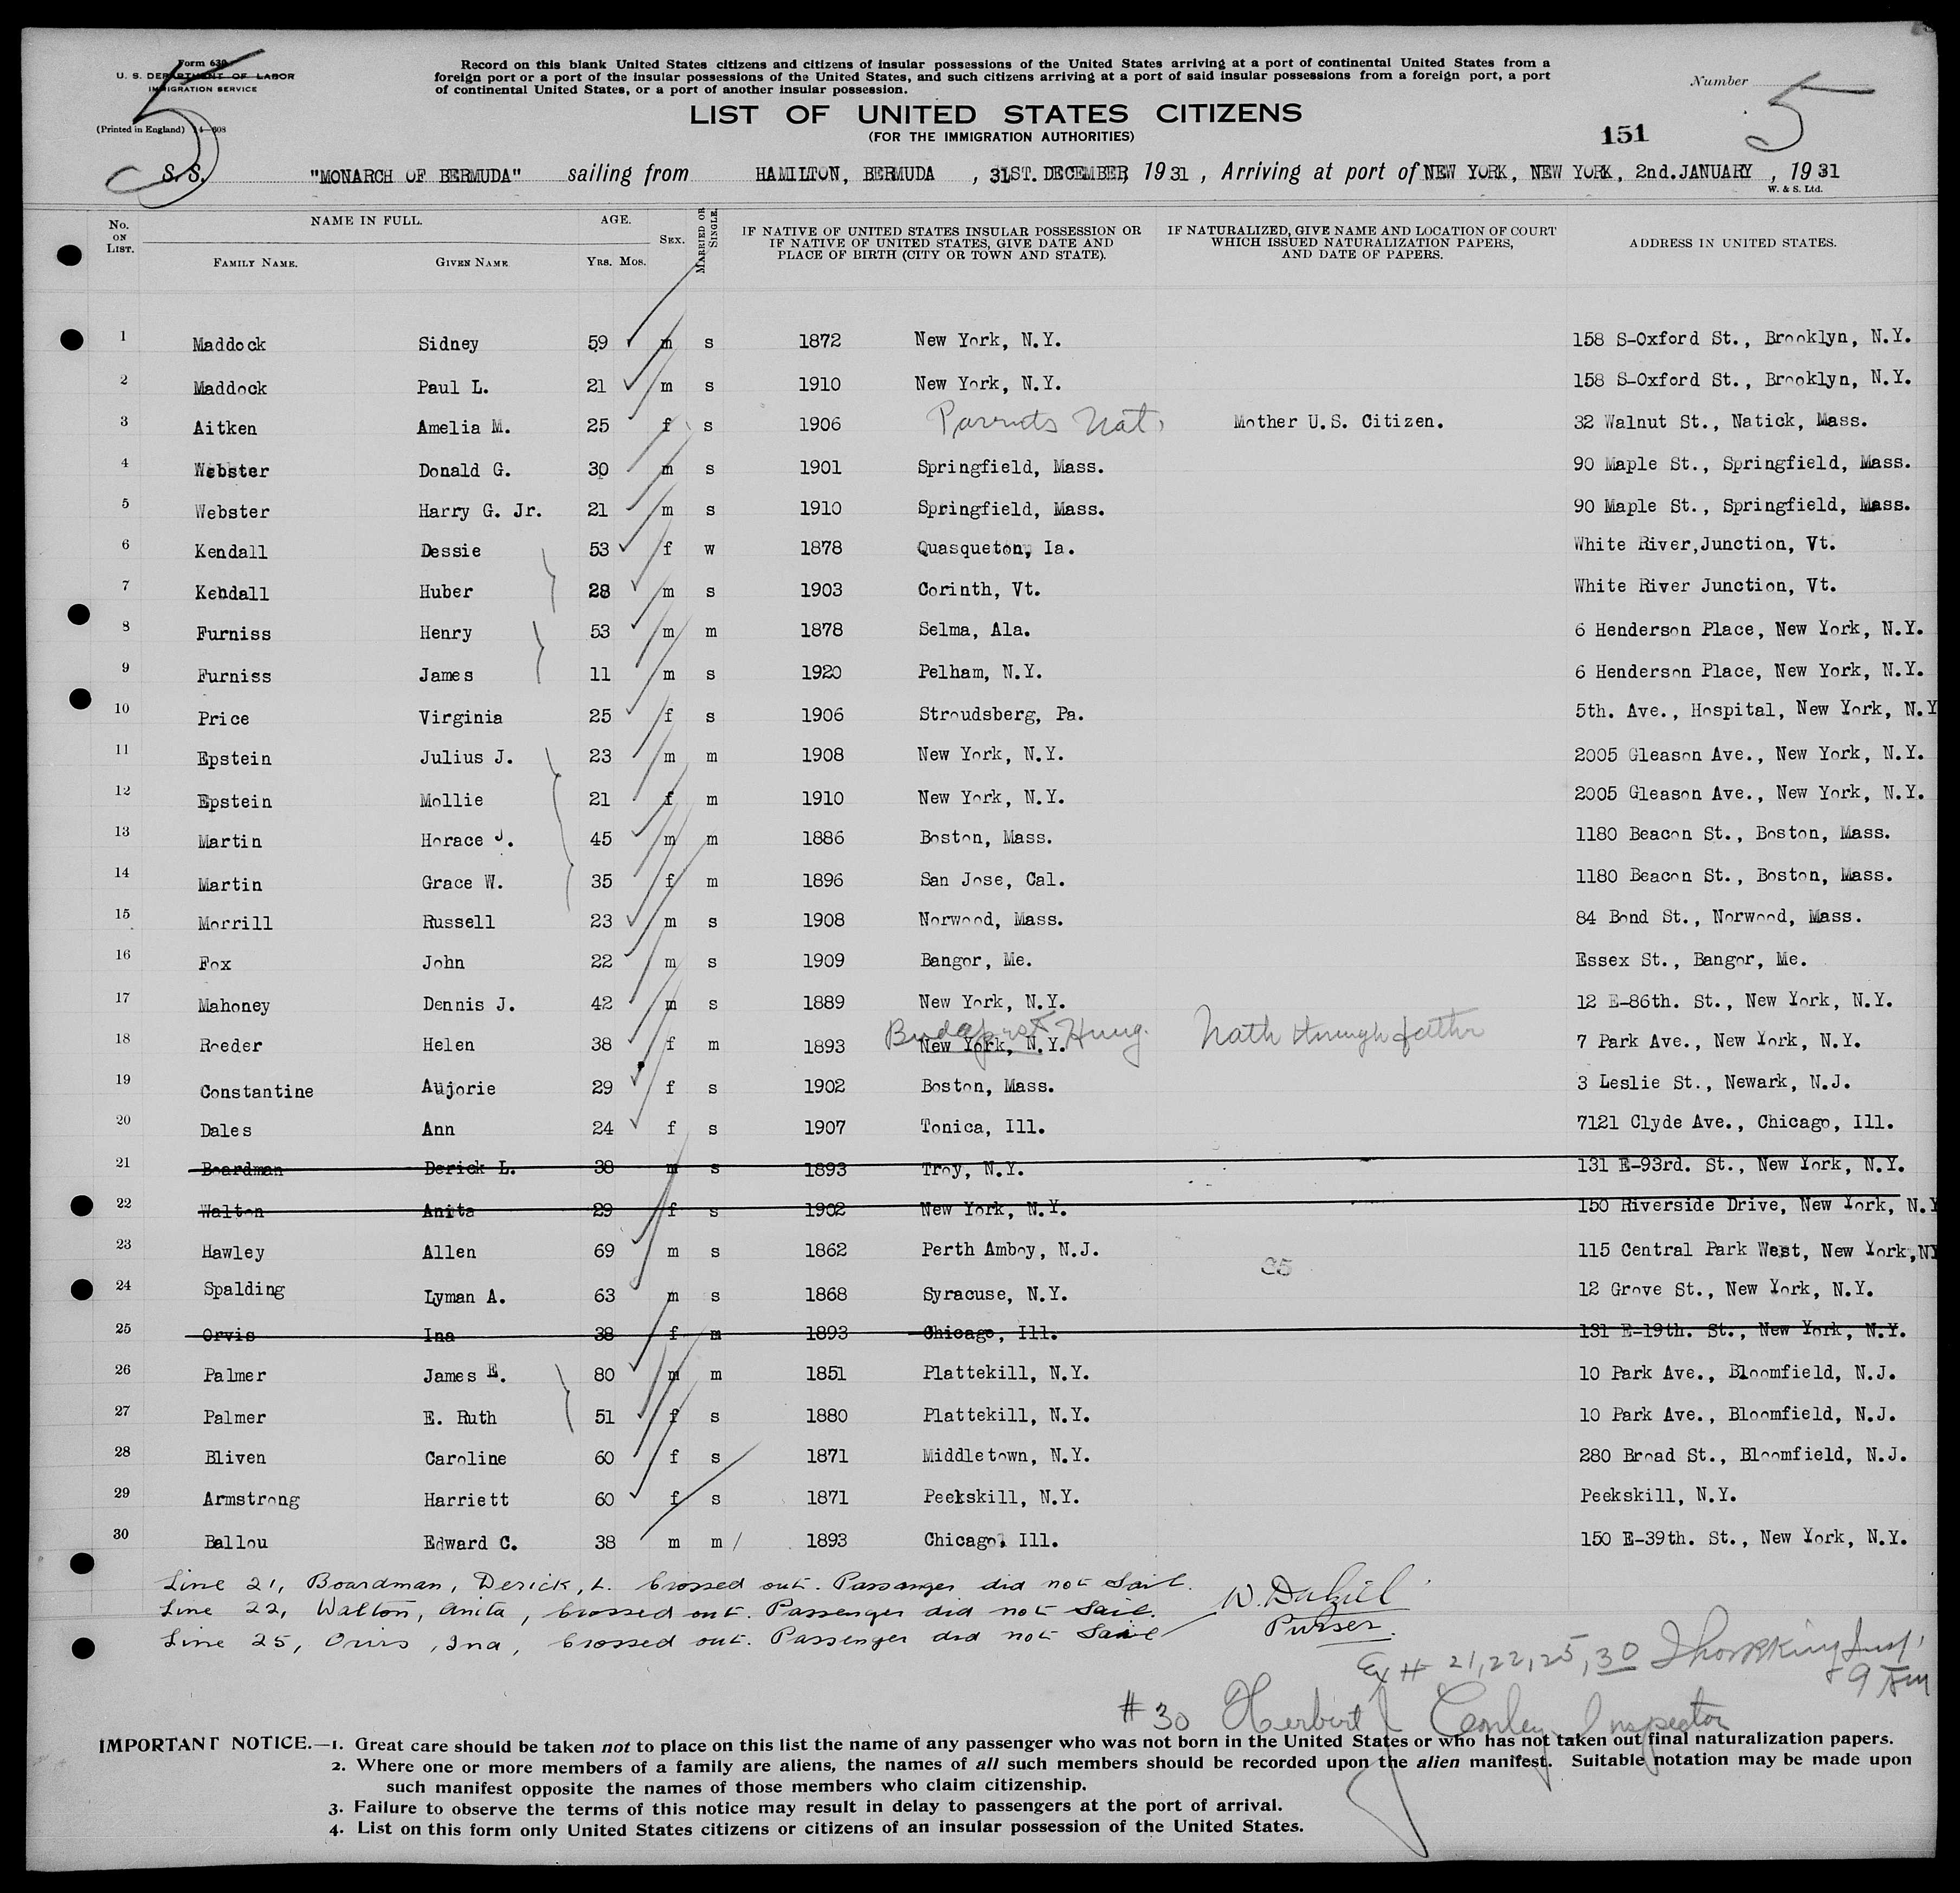 Form 630
U. S. DEPARTMENT OF LABOR
IMMIGRATION SERVICE
(Printed in England) 14—608
5
Record on this blank United States citizens and citizens of insular possessions of the United States arriving at a port of continental United States from a
foreign port or a port of the insular possessions of the United States, and such citizens arriving at a port of said insular possessions from a foreign port, a port
of continental United States, or a port of another insular possession.
Number 5
LIST OF UNITED STATES CITIZENS
(FOR THE IMMIGRATION AUTHORITIES)
151
S.S. "MONARCH OF BERMUDA" sailing from HAMILTON, BERMUDA , 31ST. DECEMBER, 1931 , Arriving at port of NEW YORK, NEW YORK, 2nd. JANUARY , 1931
W. & S. Ltd.
No. ON LIST. NAME IN FULL. AGE. SEX. MARRIED OR SINGLE. IF NATIVE OF UNITED STATES INSULAR POSSESSION OR IF NATIVE OF UNITED STATES, GIVE DATE AND PLACE OF BIRTH (CITY OR TOWN AND STATE). IF NATURALIZED, GIVE NAME AND LOCATION OF COURT WHICH ISSUED NATURALIZATION PAPERS, AND DATE OF PAPERS. ADDRESS IN UNITED STATES.
FAMILY NAME. GIVEN NAME YRS. MOS.
1 Maddock Sidney 59 m s 1872 New York, N.Y. 158 S-Oxford St., Brooklyn, N.Y.
2 Maddock Paul L. 21 m s 1910 New York, N.Y. 158 S-Oxford St., Brooklyn, N.Y.
3 Aitken Amelia M. 25 f s 1906 Parents Nat. Mother U.S. Citizen. 32 Walnut St., Natick, Mass.
4 Webster Donald G. 30 m s 1901 Springfield, Mass. 90 Maple St., Springfield, Mass.
5 Webster Harry G. Jr. 21 m s 1910 Springfield, Mass. 90 Maple St., Springfield, Mass.
6 Kendall Dessie 53 f w 1878 Quasqueton, Ia. White River,Junction, Vt.
7 Kendall Huber 28 m s 1903 Corinth, Vt. White River Junction, Vt.
8 Furniss Henry 53 m m 1878 Selma, Ala. 6 Henderson Place, New York, N.Y.
9 Furniss James 11 m s 1920 Pelham, N.Y. 6 Henderson Place, New York, N.Y.
10 Price Virginia 25 f s 1906 Stroudsberg, Pa. 5th. Ave., Hospital, New York, N.Y
11 Epstein Julius J. 23 m m 1908 New York, N.Y. 2005 Gleason Ave., New York, N.Y.
12 Epstein Mollie 21 f m 1910 New York, N.Y. 2005 Gleason Ave., New York, N.Y.
13 Martin Horace J. 45 m m 1886 Boston, Mass. 1180 Beacon St., Boston, Mass.
14 Martin Grace W. 35 f m 1896 San Jose, Cal. 1180 Beacon St., Boston, Mass.
15 Morrill Russell 23 m s 1908 Norwood, Mass. 84 Bond St., Norwood, Mass.
16 Fox John 22 m s 1909 Bangor, Me. Essex St., Bangor, Me.
17 Mahoney Dennis J. 42 m s 1889 New York, N.Y. 12 E-86th. St., New York, N.Y.
Budapest Hung. Nath through father
18 Roeder Helen 38 f m 1893 New York, N.Y. 7 Park Ave., New York, N.Y.
19 Constantine Aujorie 29 f s 1902 Boston, Mass. 3 Leslie St., Newark, N.J.
20 Dales Ann 24 f s 1907 Tonica, Ill. 7121 Clyde Ave., Chicago, Ill.
21 Boardman Derick L. 38 m s 1893 Troy, N.Y. 131 E-93rd. St., New York, N.Y.
22 Walton Anita 29 f s 1902 New York, N.Y. 150 Riverside Drive, New York, N.Y
23 Hawley Allen 69 m s 1862 Perth Amboy, N.J. 115 Central Park West, New York,NY
24 Spalding Lyman A. 63 m s 1868 Syracuse, N.Y. 12 Grove St., New York, N.Y.
25 Orvis Ina 38 f m 1893 Chicago, Ill. 131 E-19th. St., New York, N.Y.
26 Palmer James E. 80 m m 1851 Plattekill, N.Y. 10 Park Ave., Bloomfield, N.J.
27 Palmer E. Ruth 51 f s 1880 Plattekill, N.Y. 10 Park Ave., Bloomfield, N.J.
28 Bliven Caroline 60 f s 1871 Middletown, N.Y. 280 Broad St., Bloomfield, N.J.
29 Armstrong Harriett 60 f s 1871 Peekskill, N.Y. Peekskill, N.Y.
30 Ballou Edward C. 38 m m 1893 Chicago, Ill. 150 E-39th. St., New York, N.Y.
Line 21, Boardman, Derick, L. Crossed out. Passanger did not Sail.
Line 22, Walton, Anita, Crossed out. Passenger did not Sail.
Line 25, Orvis, Ina, Crossed out. Passenger did not Sail
Purser.
Ex # 21,22,25,30
9 AM
#30 Herbert J Conley Inspector
IMPORTANT NOTICE.—1. Great care should be taken not to place on this list the name of any passenger who was not born in the United States or who has not taken out final naturalization papers.
2. Where one or more members of a family are aliens, the names of all such members should be recorded upon the alien manifest. Suitable notation may be made upon
such manifest opposite the names of those members who claim citizenship.
3. Failure to observe the terms of this notice may result in delay to passengers at the port of arrival.
4. List on this form only United States citizens or citizens of an insular possession of the United States.